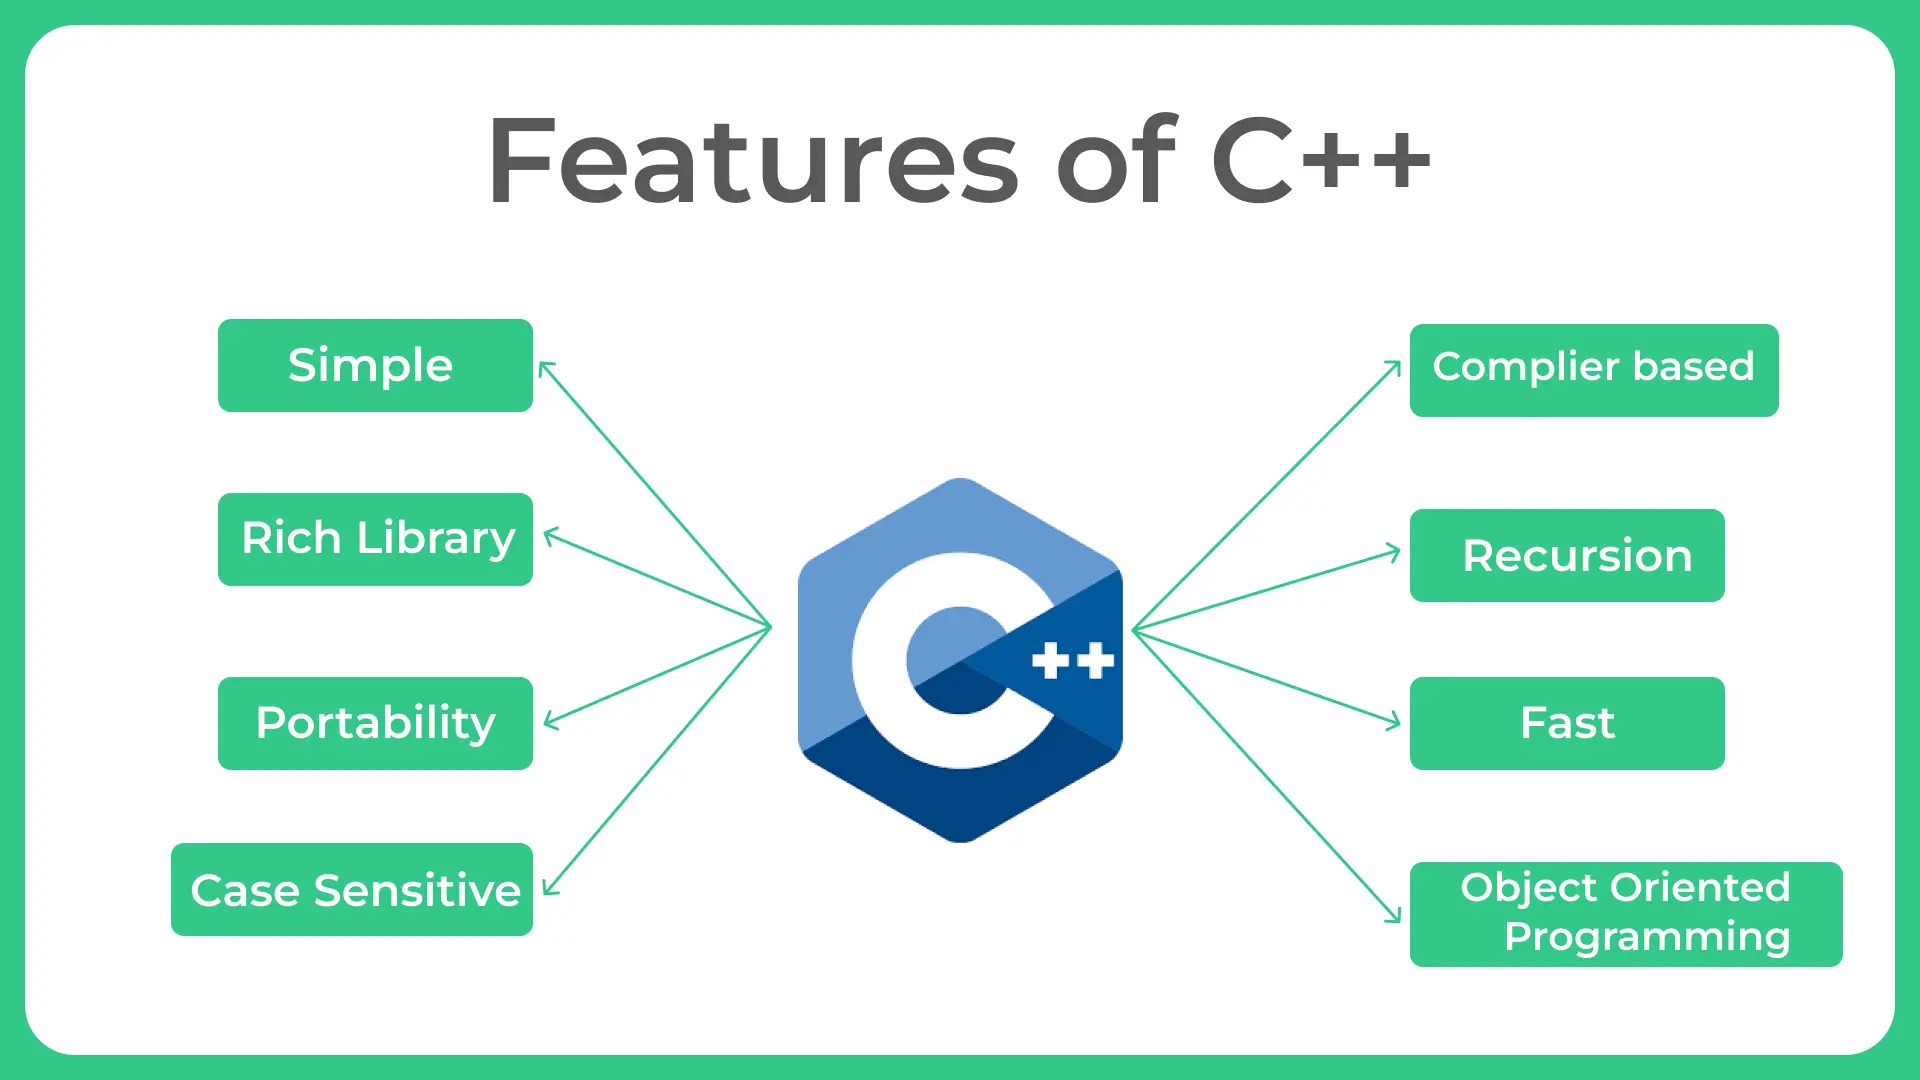 Features of C++
Simple
Rich Library
Portability
Case Sensitive
C++
Complier based
Recursion
Fast
Object Oriented
Programming